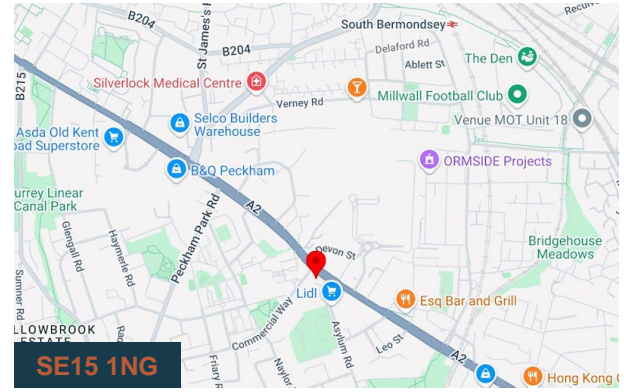 South Bermondsey
Recul
B204
St James's R
Delaford Rd
The Den
B204
Ablett St
Silverlock Medical Centre
B215
Verney Rd
Millwall Football Club
Selco Builders
Warehouse
Venue MOT Unit 18
Asda Old Kent
oad Superstore
ORMSIDE Projects
B&Q Peckham
urrey Linear
Canal Park
A2
Peckham Park Rd
Glengall Rd
Haymerle Rd
Devon St
Bridgehouse
Meadows
Sumner Rd
Lidl
Esq Bar and Grill
Commercial Way
Asylum Rd
LLOWBROOK
ESTATE
Leo St
A2
Friary R
Naylor
Hong Kong C
SE15 1NG